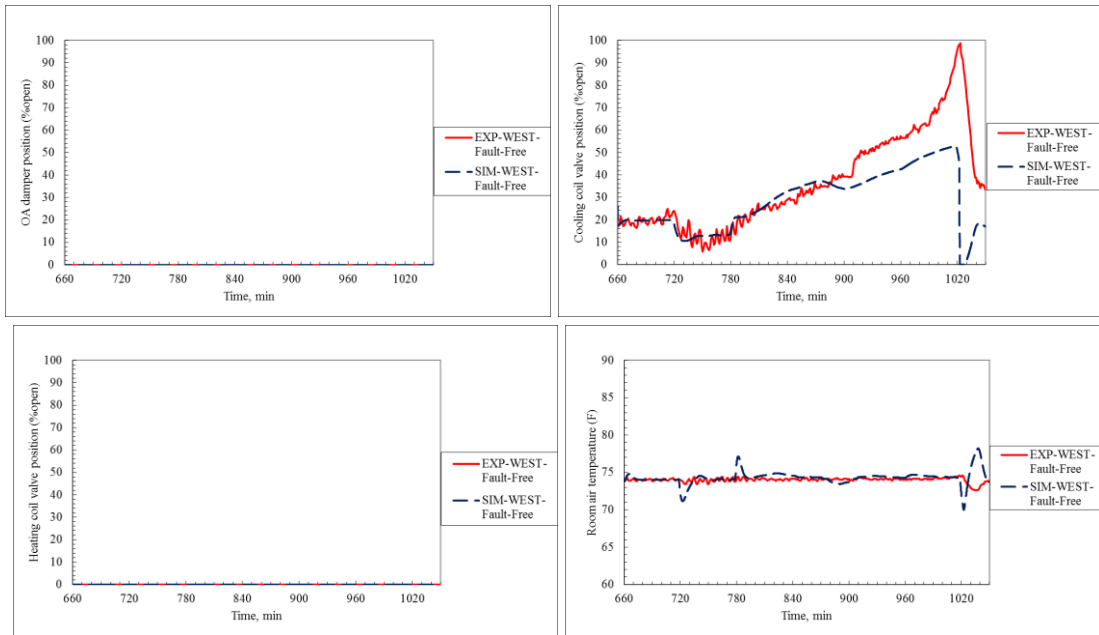 OA damper position (%open)
100
90
80
70
60
50
40
30
20
10
0
660 720 780 840 900 960 1020
Time, min
EXP-WEST-
Fault-Free
SIM-WEST-
Fault-Free
Cooling coil valve position (%open)
100
90
80
70
60
50
40
30
20
10
0
660 720 780 840 900 960 1020
Time, min
EXP-WEST-
Fault-Free
SIM-WEST-
Fault-Free
Heating coil valve position (%open)
100
90
80
70
60
50
40
30
20
10
0
660 720 780 840 900 960 1020
Time, min
EXP-WEST-
Fault-Free
SIM-WEST-
Fault-Free
Room air temperature (F)
90
85
80
75
70
65
60
660 720 780 840 900 960 1020
Time, min
EXP-WEST-
Fault-Free
SIM-WEST-
Fault-Free